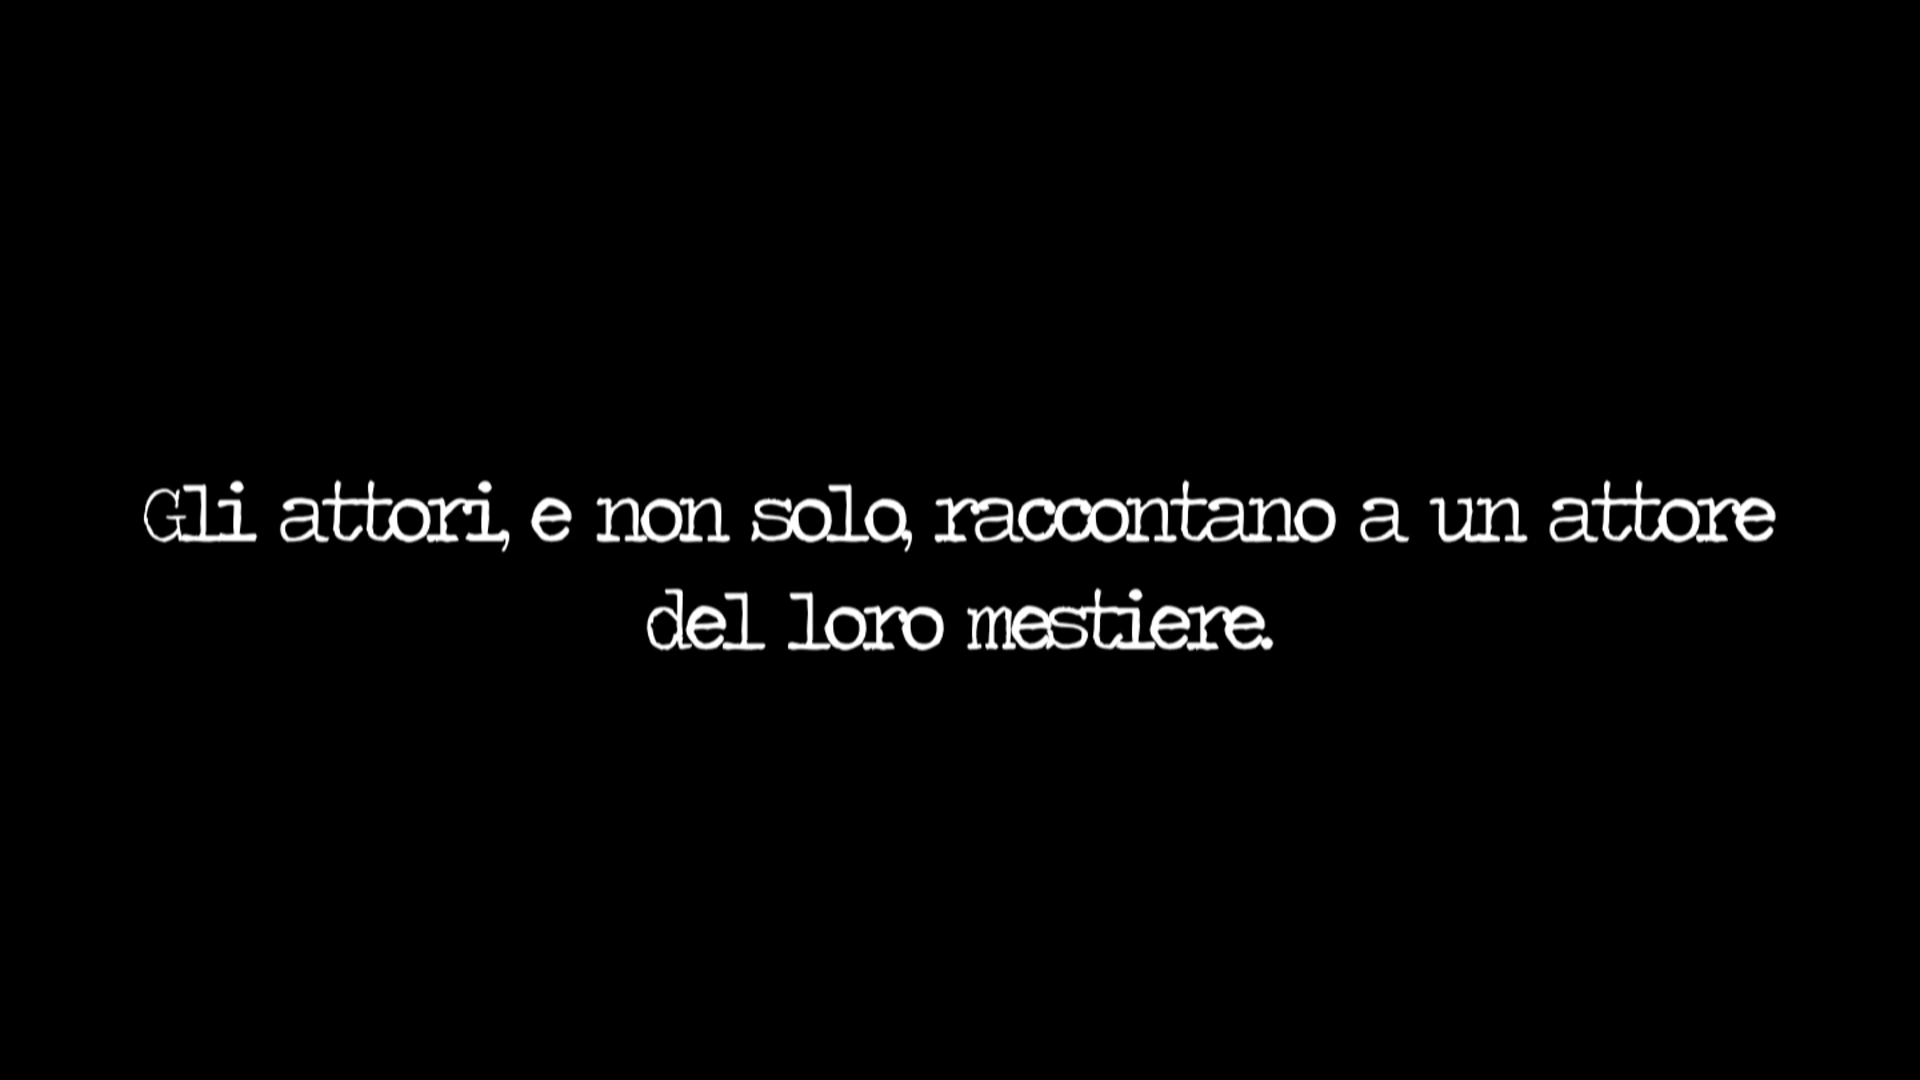 Gli attori, e non solo, raccontano a un attore
del loro mestiere.